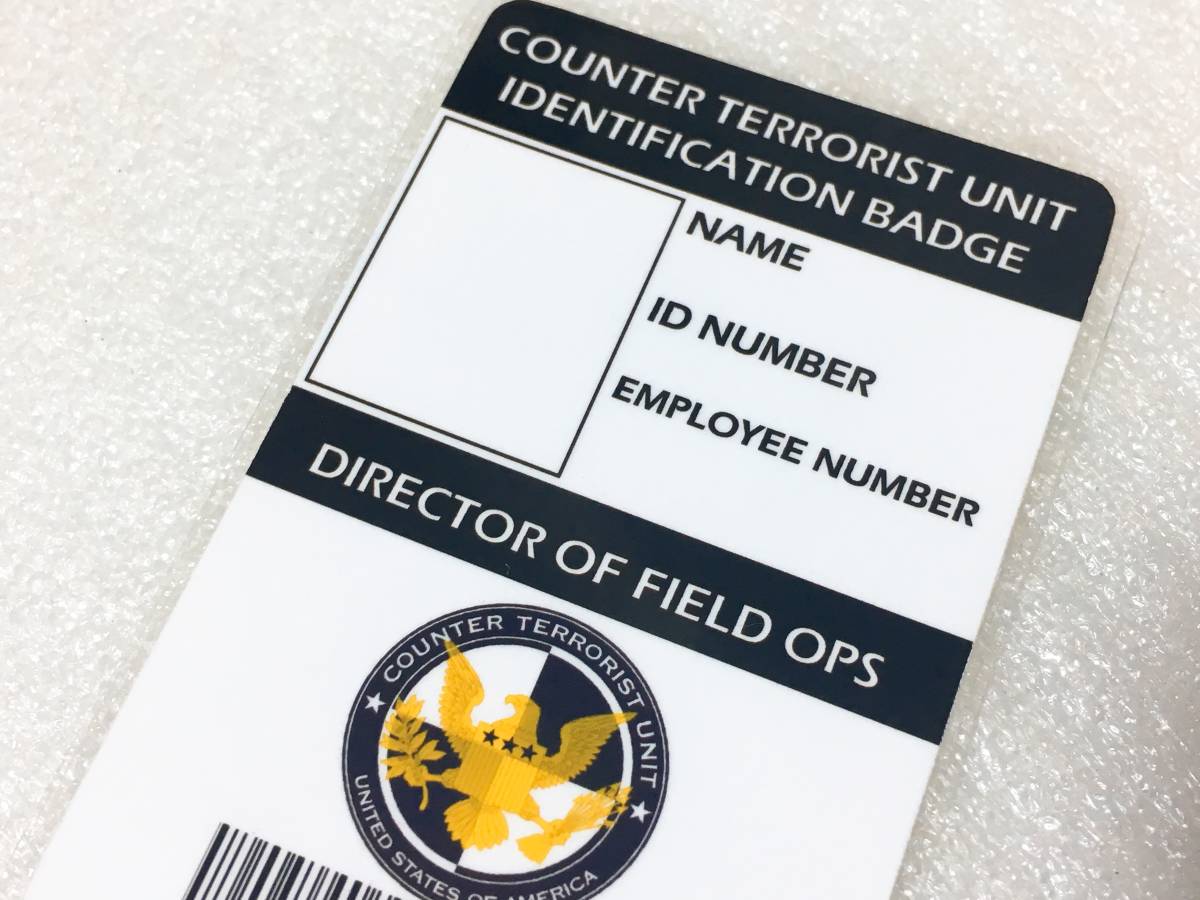 COUNTER TERRORIST UNIT
IDENTIFICATION BADGE
NAME
ID NUMBER
EMPLOYEE NUMBER
DIRECTOR OF FIELD OPS
COUNTER TERRORIST UNIT
UNITED STATES OF AMERICA